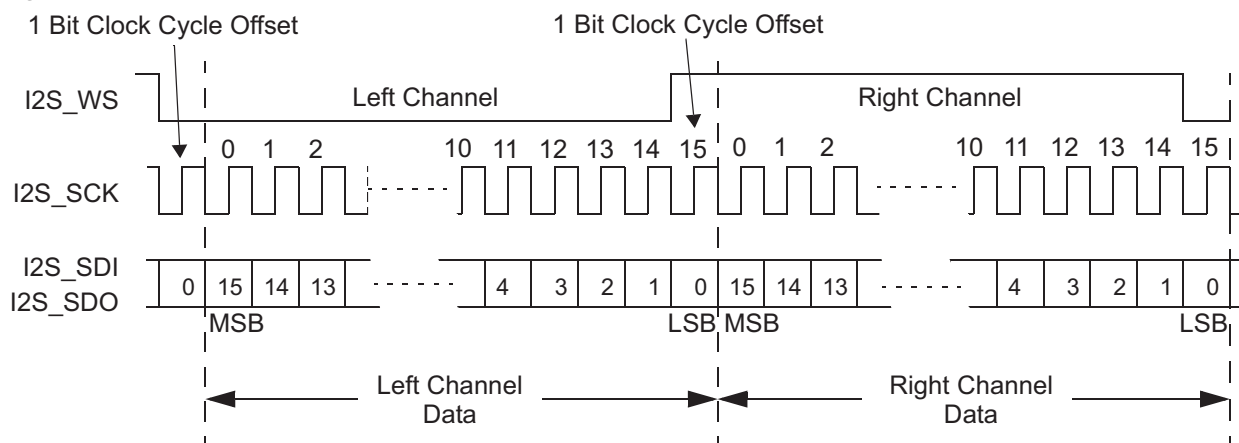 1 Bit Clock Cycle Offset 1 Bit Clock Cycle Offset
I2S_WS Left Channel Right Channel
0 1 2 10 11 12 13 14 15 0 1 2 10 11 12 13 14 15
I2S_SCK
I2S_SDI
0 15 14 13 4 3 2 1 0 15 14 13 4 3 2 1 0
I2S_SDO
MSB LSB MSB LSB
Left Channel Right Channel
Data Data